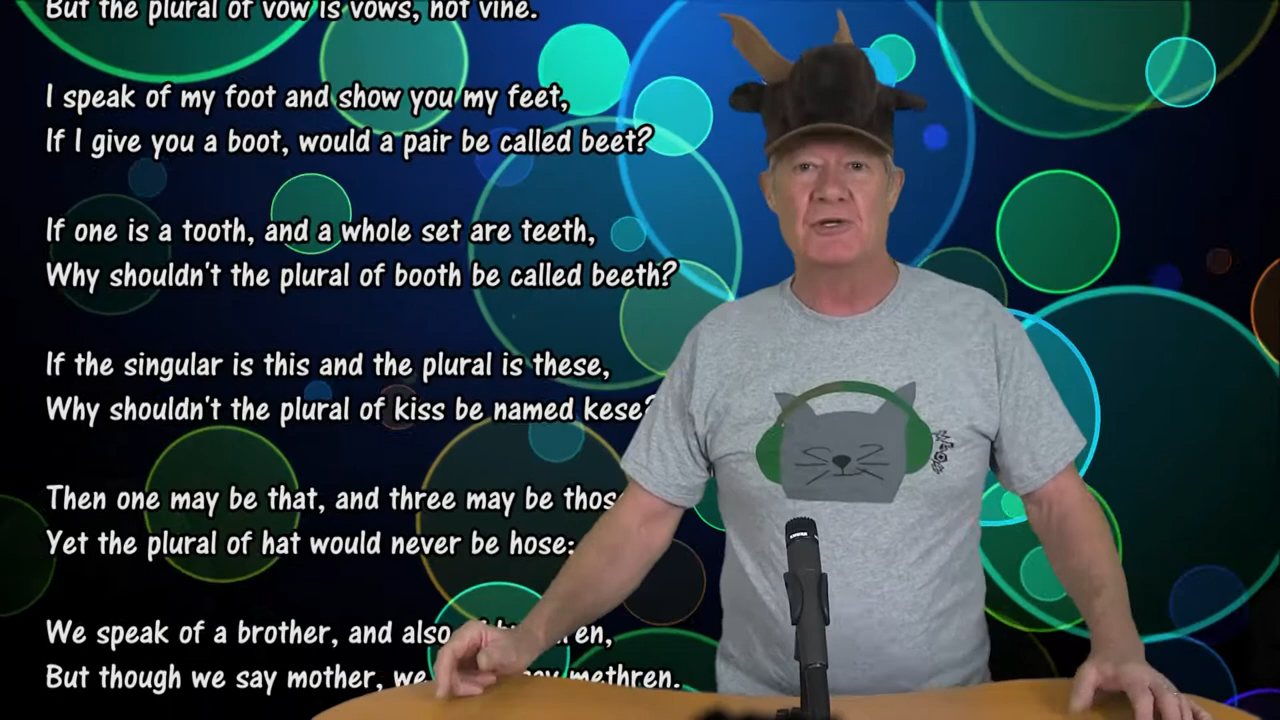 But the plural of vow is vows, not vine.
I speak of my foot and show you my feet,
If I give you a boot, would a pair be called beet?
If one is a tooth, and a whole set are teeth,
Why shouldn't the plural of booth be called beeth?
If the singular is this and the plural is these,
Why shouldn't the plural of kiss be named kese?
Then one may be that, and three may be thos
Yet the plural of hat would never be hose:
We speak of a brother, and also
But though we say mother, we methren.